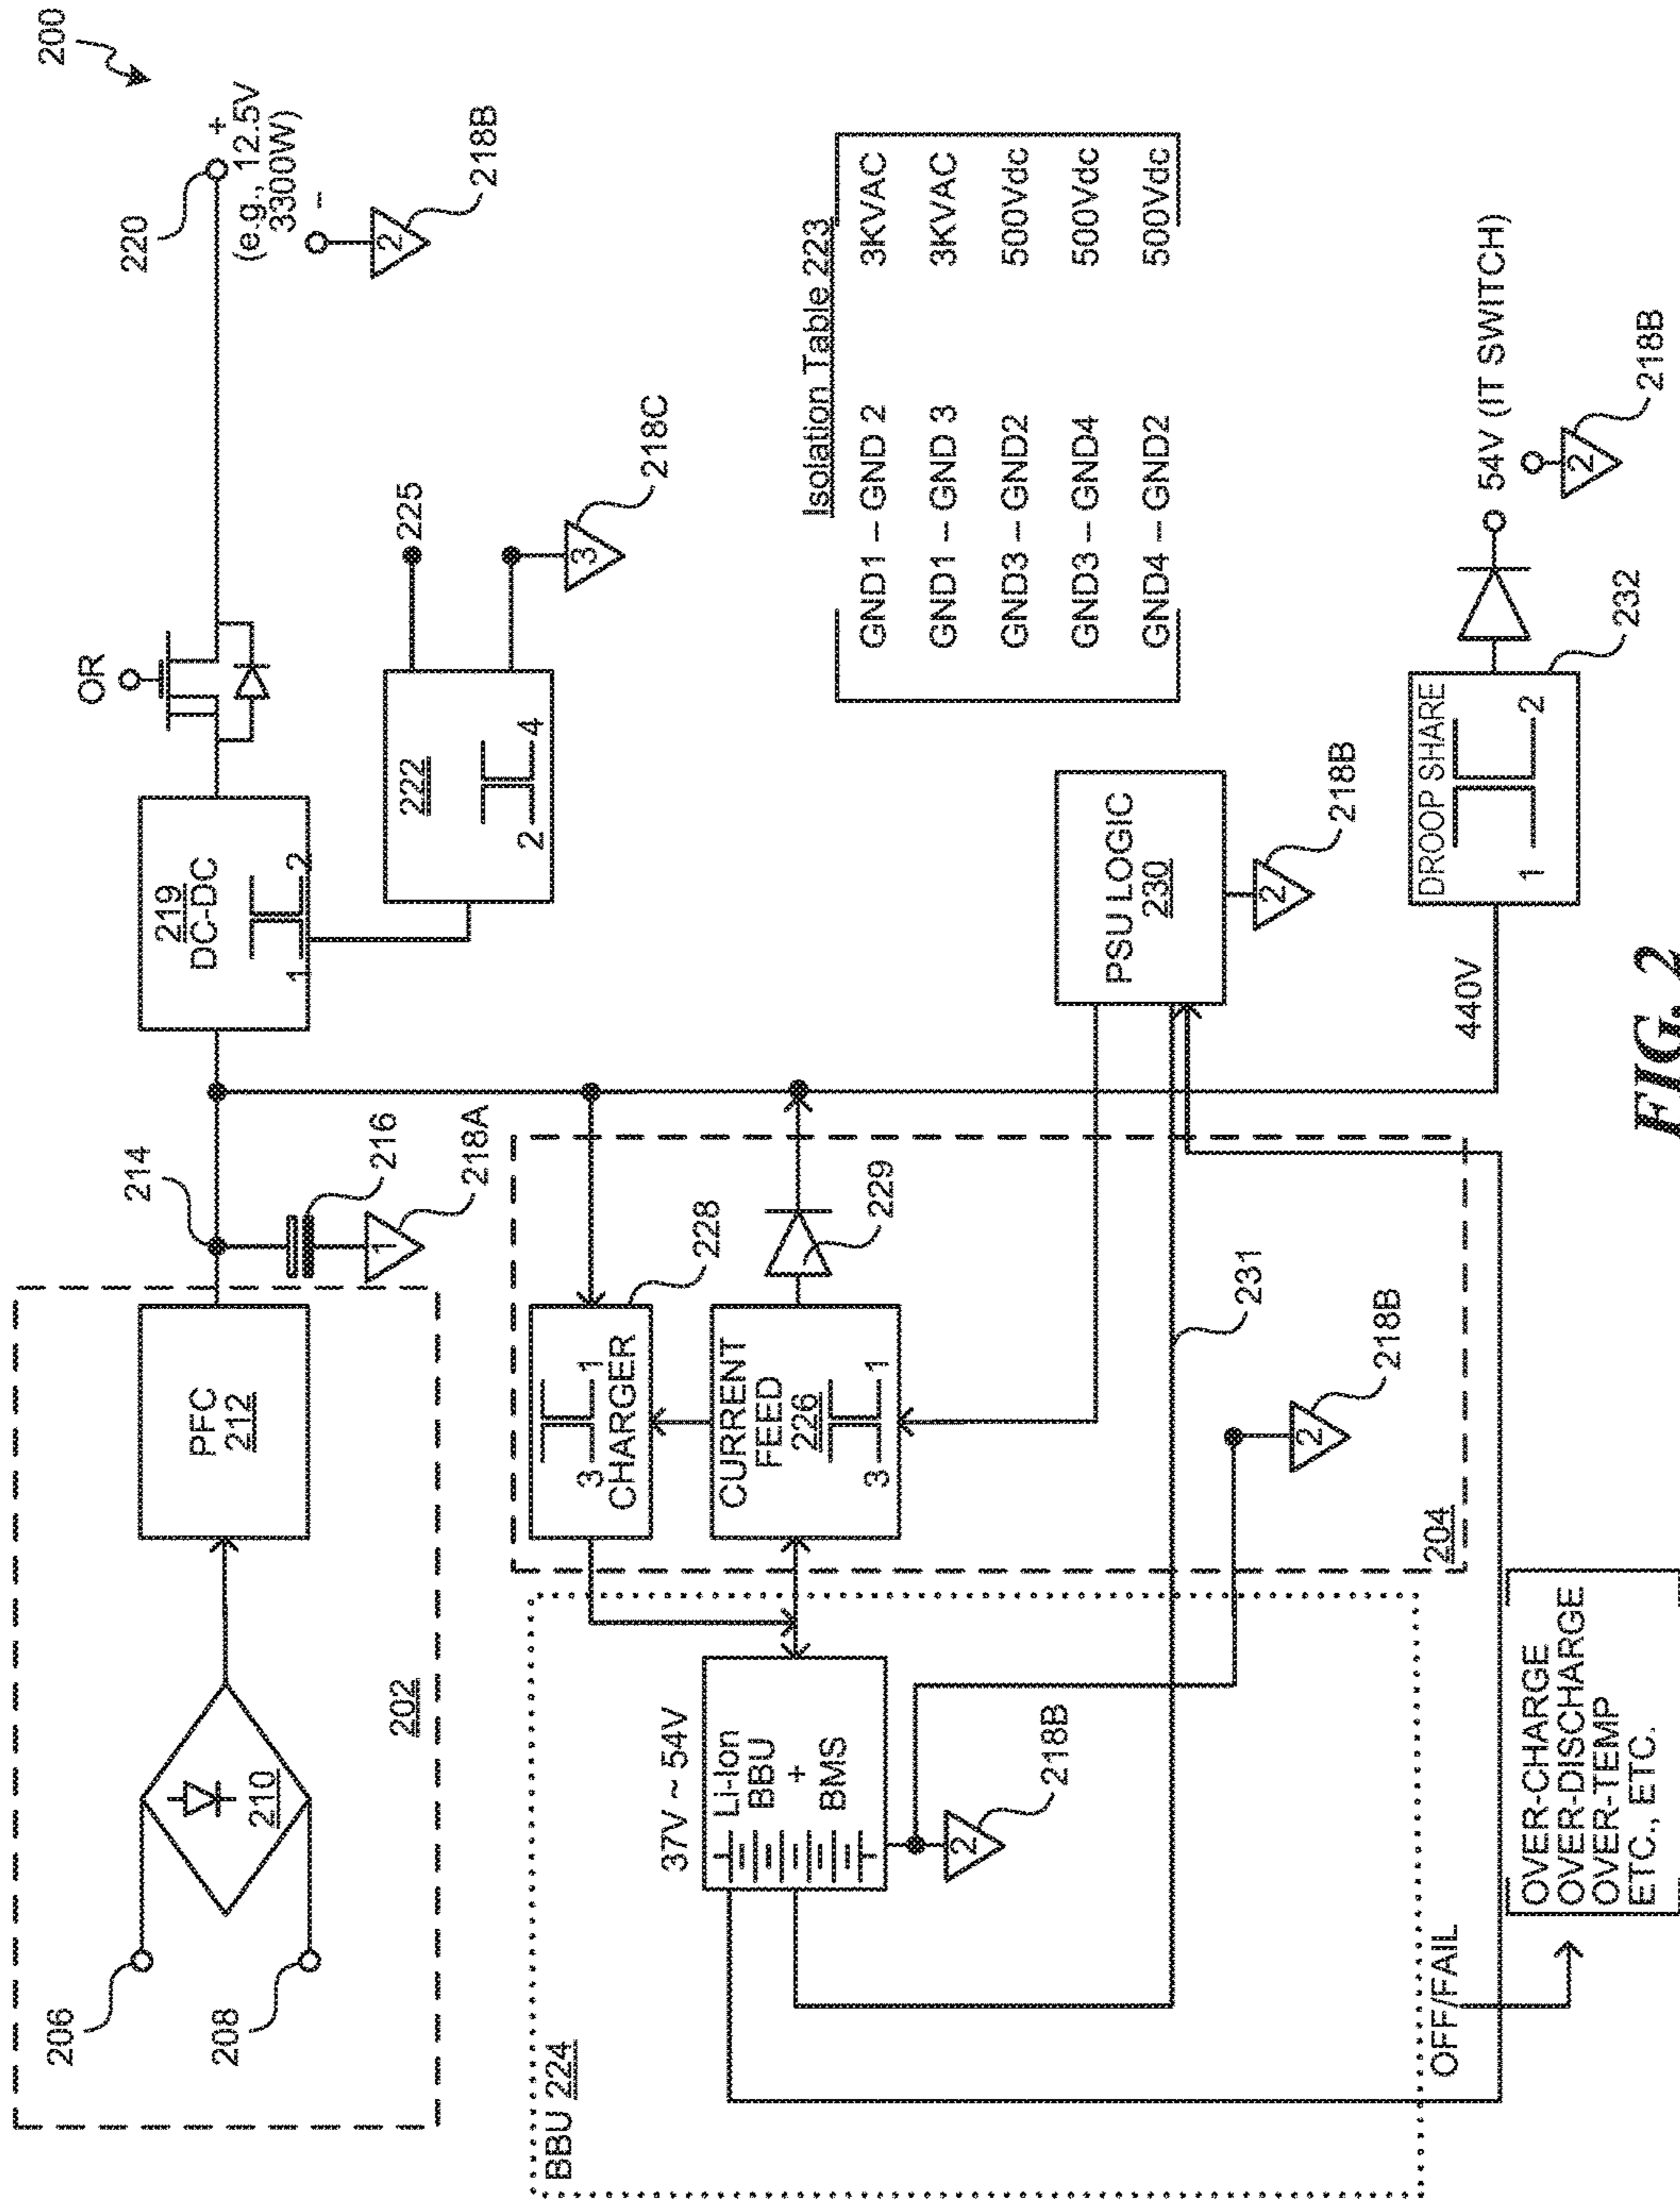 200
206
208
210
202
PFC
212
214
216
1
218A
219
DC-DC
1
2
OR
220
+
(e.g., 12.5V
3300W)
-
2
218B
222
2
4
225
3
218C
Isolation Table 223
GND1 -- GND 2 3KVAC
GND1 -- GND 3 3KVAC
GND3 -- GND2 500Vdc
GND3 -- GND4 500Vdc
GND4 -- GND2 500Vdc
BBU 224
37V ~ 54V
Li-Ion
BBU
+
BMS
2
218B
3
1
CHARGER
228
CURRENT
FEED
226
3
1
229
204
231
2
218B
PSU LOGIC
230
2
218B
440V
DROOP SHARE
1
2
232
54V (IT SWITCH)
2
218B
OFF/FAIL
OVER-CHARGE
OVER-DISCHARGE
OVER-TEMP
ETC., ETC.
FIG. 2